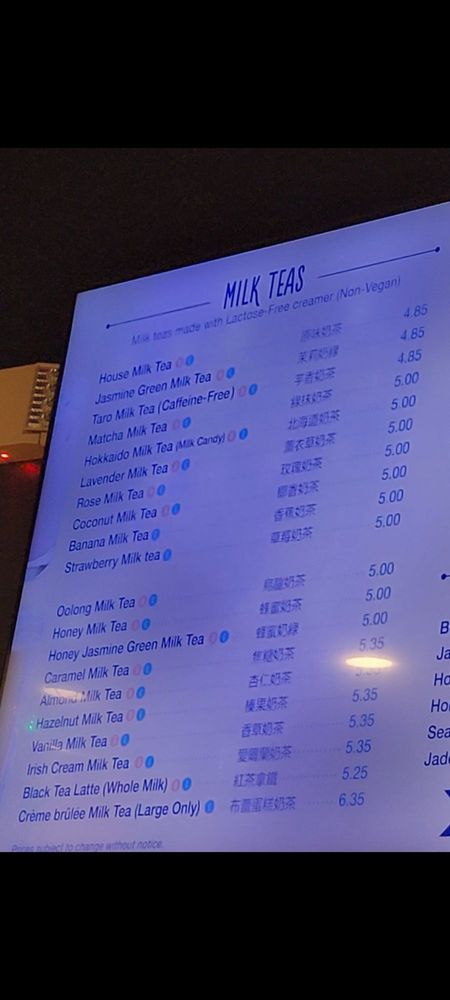 MILK TEAS
Milk teas made with Lactose-Free creamer (Non-Vegan)
House Milk Tea 原味奶茶 4.85
Jasmine Green Milk Tea 茉莉奶綠 4.85
Taro Milk Tea (Caffeine-Free) 芋香奶茶 4.85
Matcha Milk Tea 綠抹奶茶 5.00
Hokkaido Milk Tea (Milk Candy) 北海道奶茶 5.00
Lavender Milk Tea 薰衣草奶茶 5.00
Rose Milk Tea 玫瑰奶茶 5.00
Coconut Milk Tea 椰香奶茶 5.00
Banana Milk Tea 香蕉奶茶 5.00
Strawberry Milk tea 草莓奶茶 5.00
Oolong Milk Tea 烏龍奶茶 5.00
Honey Milk Tea 蜂蜜奶茶 5.00
Honey Jasmine Green Milk Tea 蜂蜜奶綠 5.00
Caramel Milk Tea 焦糖奶茶 5.35
Almond Milk Tea 杏仁奶茶
Hazelnut Milk Tea 榛果奶茶 5.35
Vanilla Milk Tea 香草奶茶 5.35
Irish Cream Milk Tea 愛爾蘭奶茶 5.35
Black Tea Latte (Whole Milk) 紅茶拿鐵 5.25
Crème brûlée Milk Tea (Large Only) 布蕾蛋糕奶茶 6.35
Prices subject to change without notice.
B
Ja
Ho
Ho
Sea
Jade